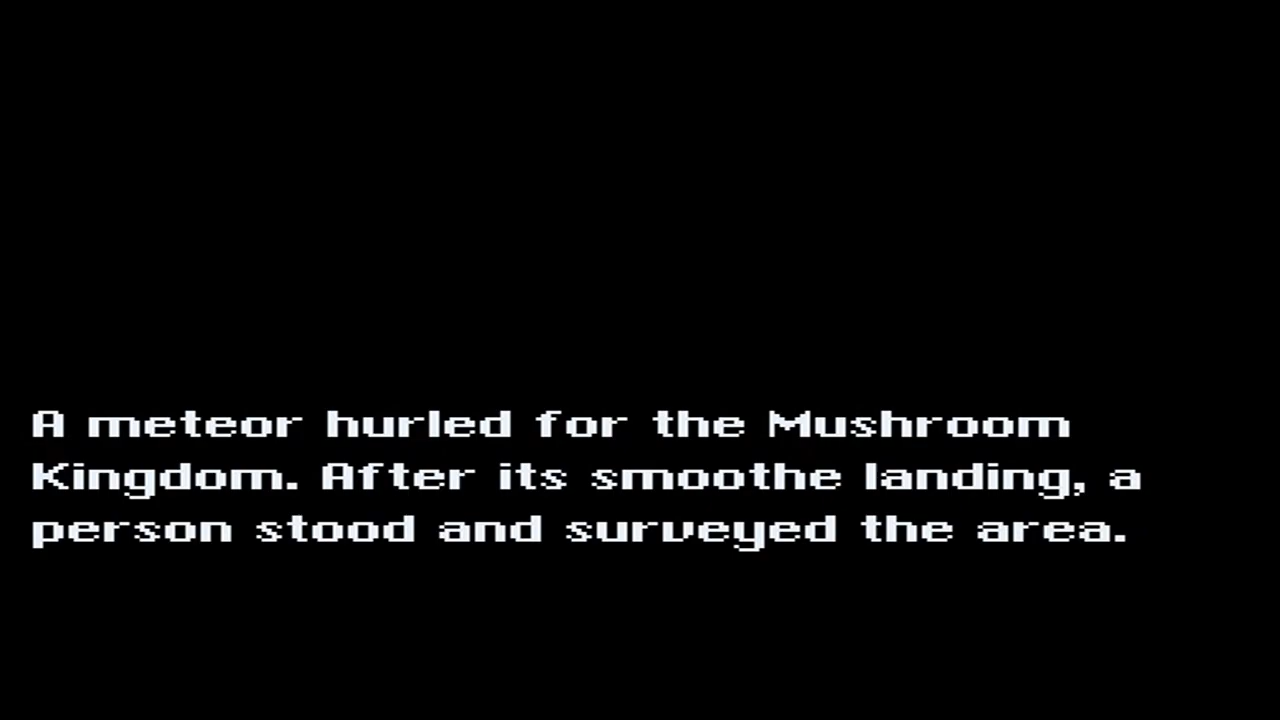 A meteor hurled for the Mushroom
Kingdom. After its smoothe landing, a
person stood and surveyed the area.